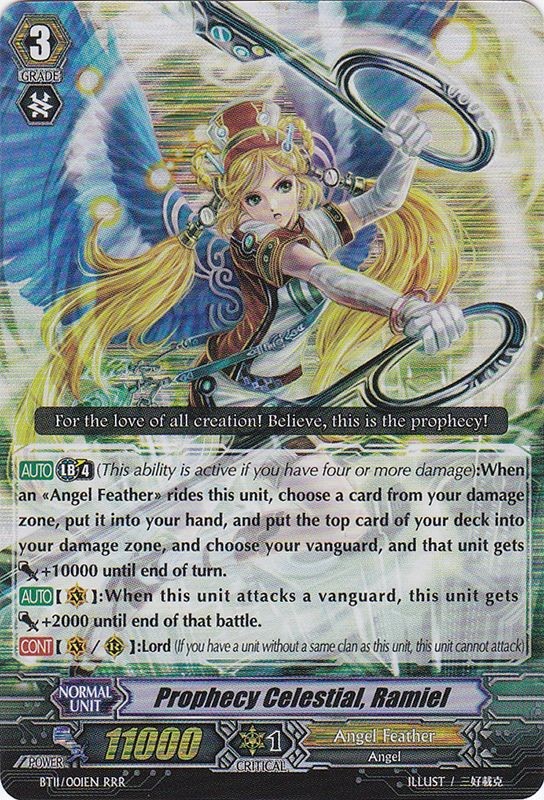 3
GRADE
For the love of all creation! Believe, this is the prophecy!
AUTO LB4 (This ability is active if you have four or more damage):When
an «Angel Feather» rides this unit, choose a card from your damage
zone, put it into your hand, and put the top card of your deck into
your damage zone, and choose your vanguard, and that unit gets
+10000 until end of turn.
AUTO【 V 】:When this unit attacks a vanguard, this unit gets
+2000 until end of that battle.
CONT【 V / R 】:Lord (If you have a unit without a same clan as this unit, this unit cannot attack)
NORMAL
UNIT
Prophecy Celestial, Ramiel
POWER
11000
1
CRITICAL
Angel Feather
Angel
BT11/001EN RRR
ILLUST / 三好載克